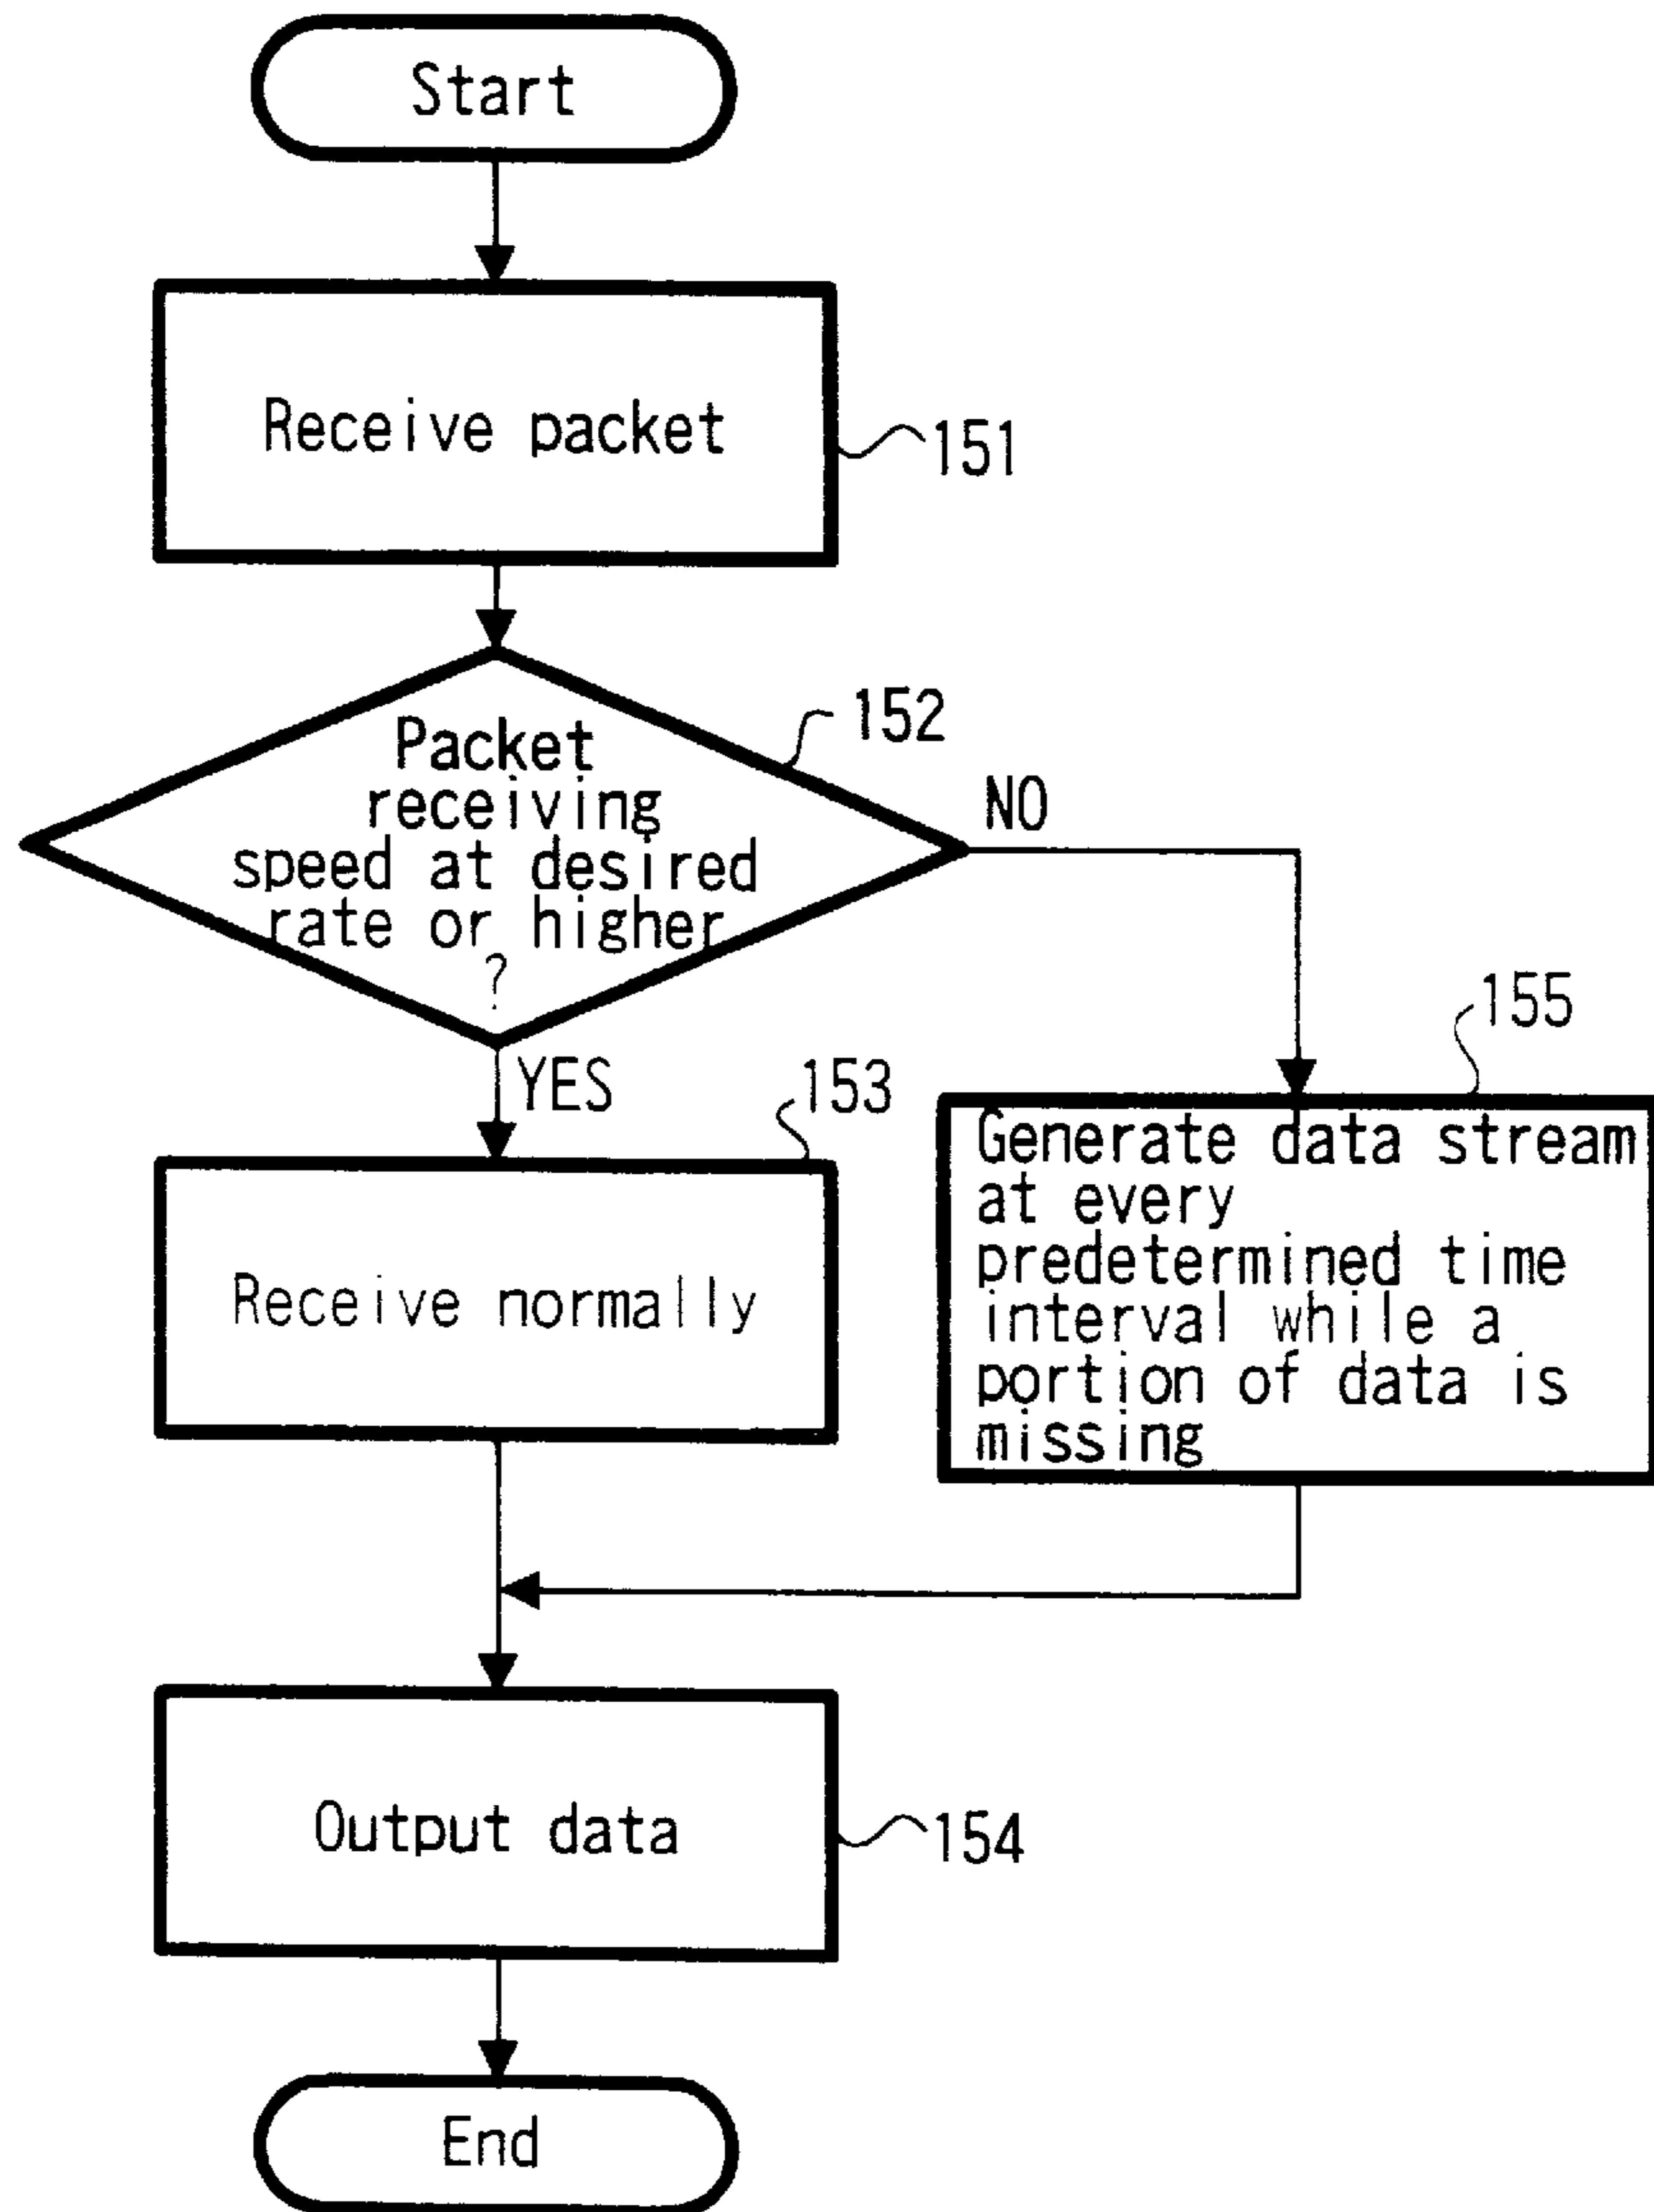 Start
Receive packet
151
152
Packet
receiving
speed at desired
rate or higher
?
NO
YES
153
Receive normally
155
Generate data stream
at every
predetermined time
interval while a
portion of data is
missing
Output data
154
End